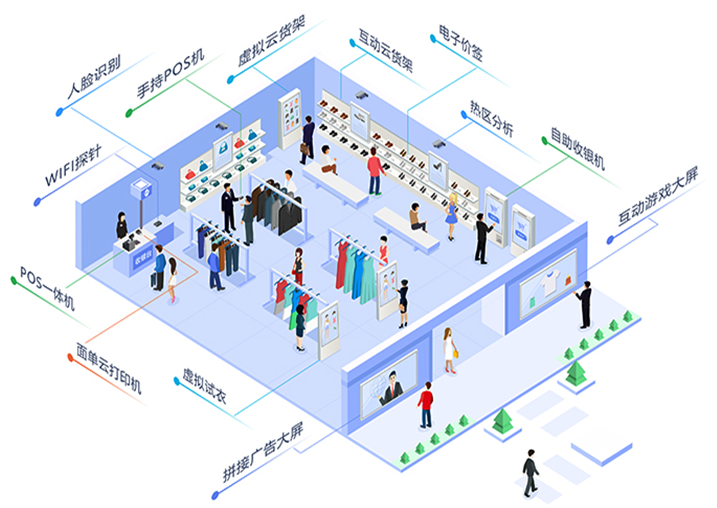 人脸识别
手持POS机
虚拟云货架
互动云货架
电子价签
WIFI探针
热区分析
自助收银机
互动游戏大屏
收银台
POS一体机
面单云打印机
虚拟试衣
拼接广告大屏